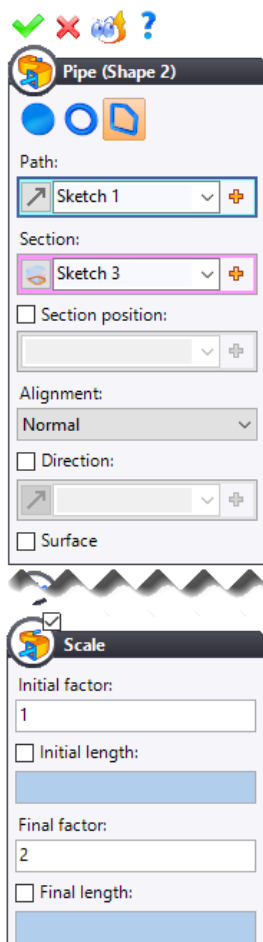 ?
Pipe (Shape 2)
Path:
Sketch 1
Section:
Sketch 3
Section position:
Alignment:
Normal
Direction:
Surface
Scale
Initial factor:
1
Initial length:
Final factor:
2
Final length: